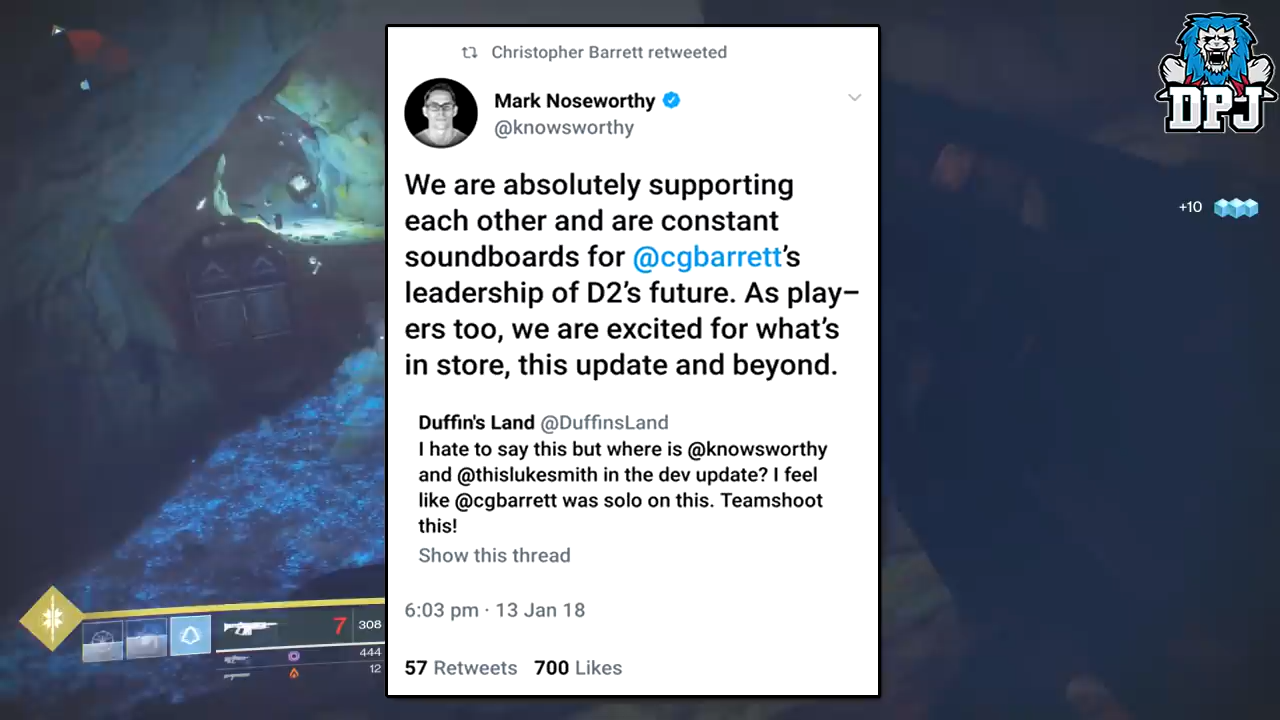 Christopher Barrett retweeted
Mark Noseworthy
@knowsworthy
We are absolutely supporting
each other and are constant
soundboards for @cgbarrett's
leadership of D2's future. As play–
ers too, we are excited for what's
in store, this update and beyond.
Duffin's Land @DuffinsLand
I hate to say this but where is @knowsworthy
and @thislukesmith in the dev update? I feel
like @cgbarrett was solo on this. Teamshoot
this!
Show this thread
6:03 pm · 13 Jan 18
57 Retweets 700 Likes
DPJ
+10
7 308
444
12